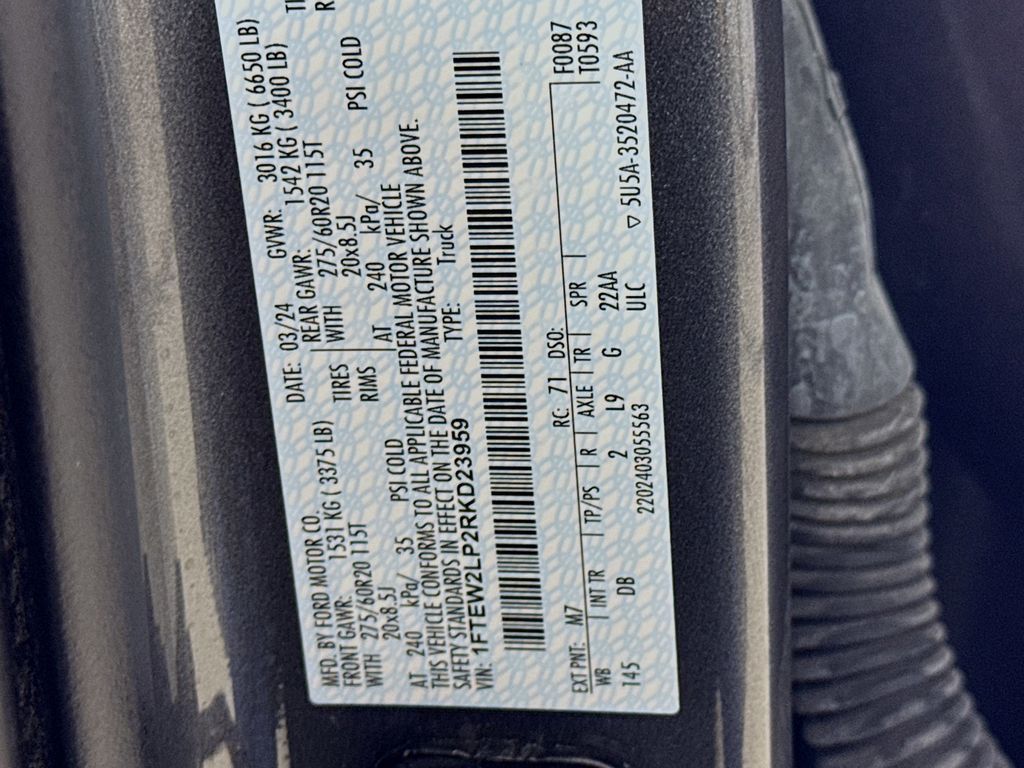 MFD. BY FORD MOTOR CO.
DATE: 03/24
GVWR: 3016 KG ( 6650 LB)
FRONT GAWR: 1531 KG ( 3375 LB)
REAR GAWR: 1542 KG ( 3400 LB)
WITH 275/60R20 115T
TIRES
WITH 275/60R20 115T
20x8.5J
RIMS
20x8.5J
AT 240 kPa/ 35 PSI COLD
AT 240 kPa/ 35 PSI COLD
THIS VEHICLE CONFORMS TO ALL APPLICABLE FEDERAL MOTOR VEHICLE
SAFETY STANDARDS IN EFFECT ON THE DATE OF MANUFACTURE SHOWN ABOVE.
VIN: 1FTEW2LP2RKD23959
TYPE: Truck
EXT PNT: M7 RC: 71 DSO: F0087
WB INT TR TP/PS R AXLE TR SPR T0593
145 DB 2 L9 G 22AA
2202403055563 ULC
▽ 5U5A-3520472-AA